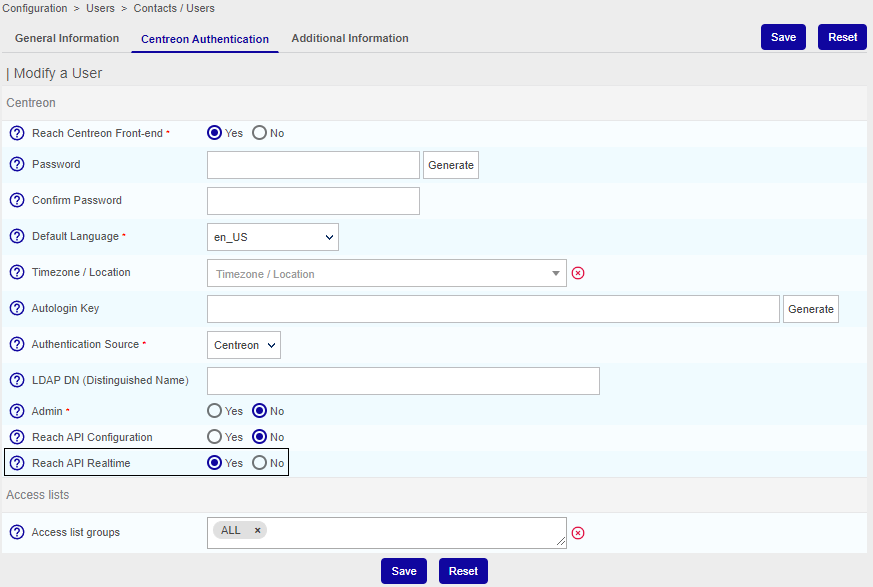 Configuration > Users > Contacts / Users
General Information Centreon Authentication Additional Information Save Reset
| Modify a User
Centreon
? Reach Centreon Front-end * Yes No
? Password Generate
? Confirm Password
? Default Language * en_US
? Timezone / Location Timezone / Location
? Autologin Key Generate
? Authentication Source * Centreon
? LDAP DN (Distinguished Name)
? Admin * Yes No
? Reach API Configuration Yes No
? Reach API Realtime Yes No
Access lists
? Access list groups ALL ×
Save Reset